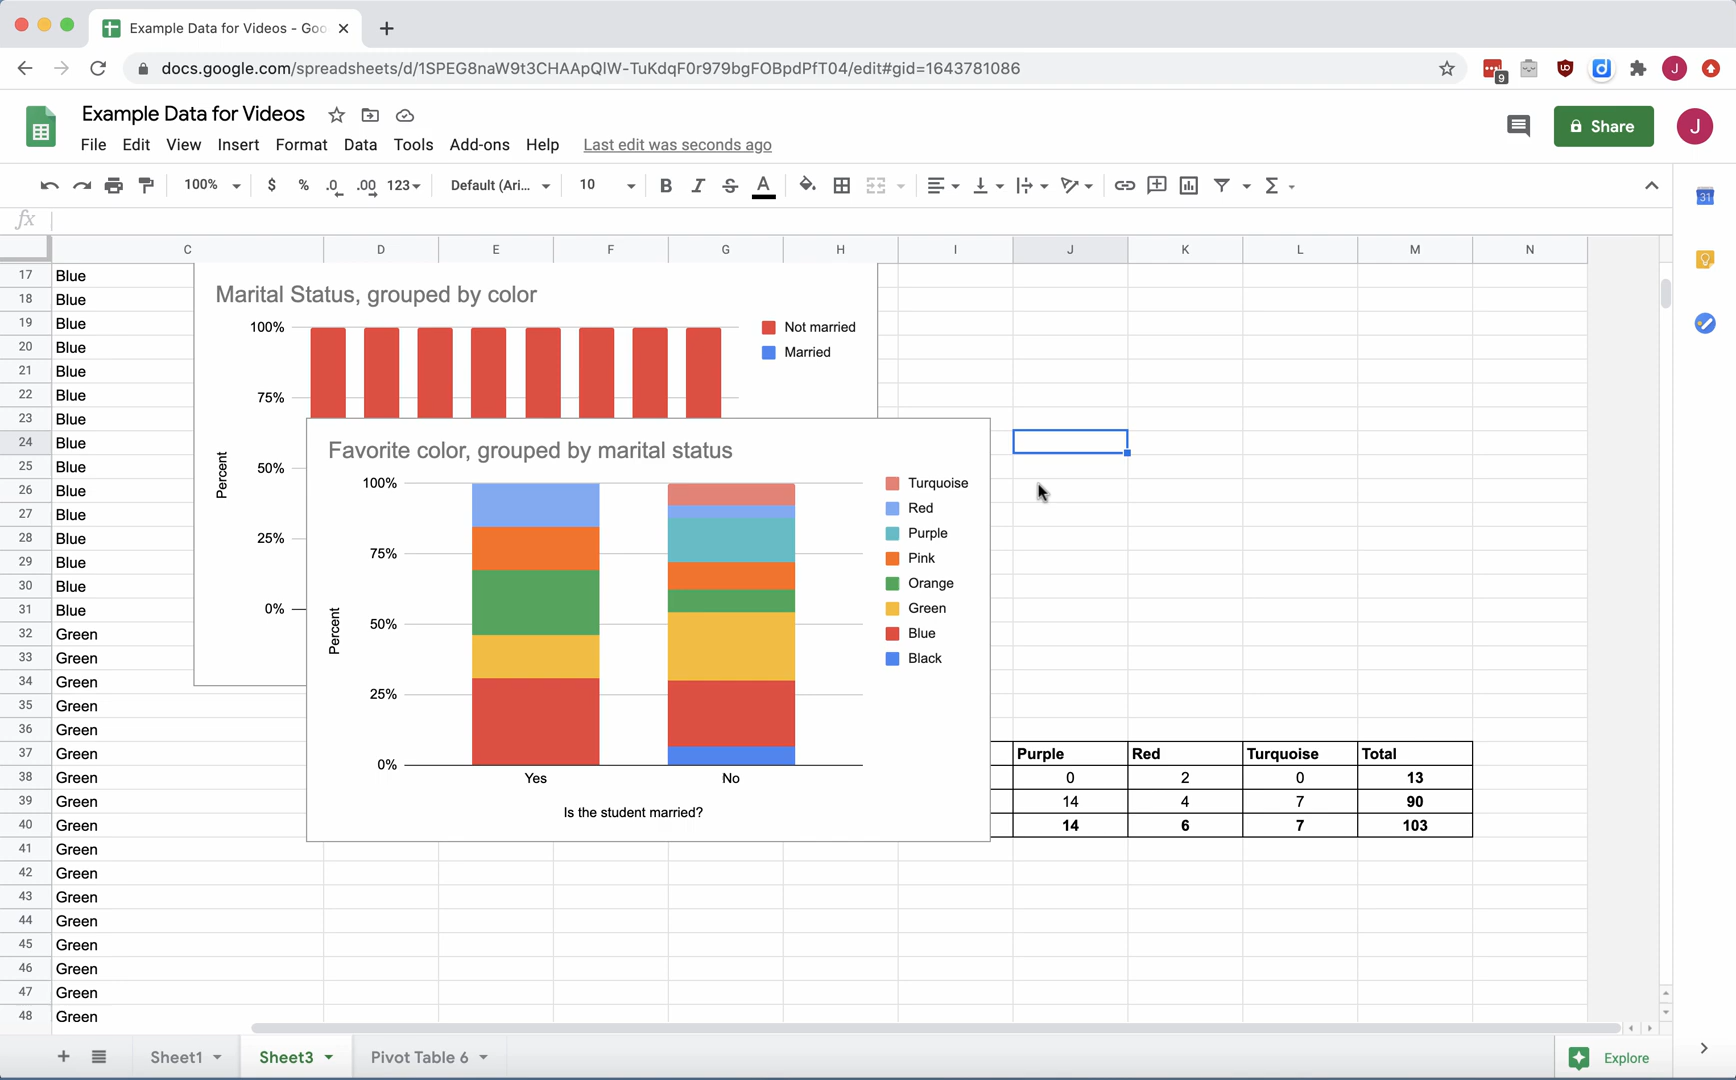 Example Data for Videos - Goo
docs.google.com/spreadsheets/d/1SPEG8naW9t3CHAApQIW-TuKdqF0r979bgFOBpdPfT04/edit#gid=1643781086
9
J
Example Data for Videos
Share
J
File Edit View Insert Format Data Tools Add-ons Help Last edit was seconds ago
100% $ % .0 .00 123 Default (Ari... 10 B I S A
31
fx
C D E F G H I J K L M N
17 Blue
18 Blue
19 Blue
20 Blue
21 Blue
22 Blue
23 Blue
24 Blue
25 Blue
26 Blue
27 Blue
28 Blue
29 Blue
30 Blue
31 Blue
32 Green
33 Green
34 Green
35 Green
36 Green
37 Green
38 Green
39 Green
40 Green
41 Green
42 Green
43 Green
44 Green
45 Green
46 Green
47 Green
48 Green
Marital Status, grouped by color
100%
75%
50%
25%
0%
Percent
Not married
Married
Favorite color, grouped by marital status
100%
75%
50%
25%
0%
Percent
Yes No
Is the student married?
Turquoise
Red
Purple
Pink
Orange
Green
Blue
Black
Purple Red Turquoise Total
0 2 0 13
14 4 7 90
14 6 7 103
Sheet1 Sheet3 Pivot Table 6
Explore